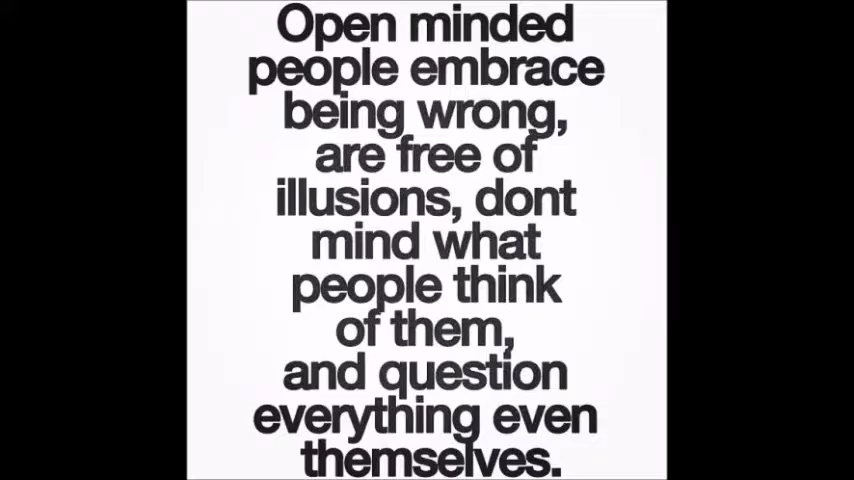 Open minded
people embrace
being wrong,
are free of
illusions, dont
mind what
people think
of them,
and question
everything even
themselves.